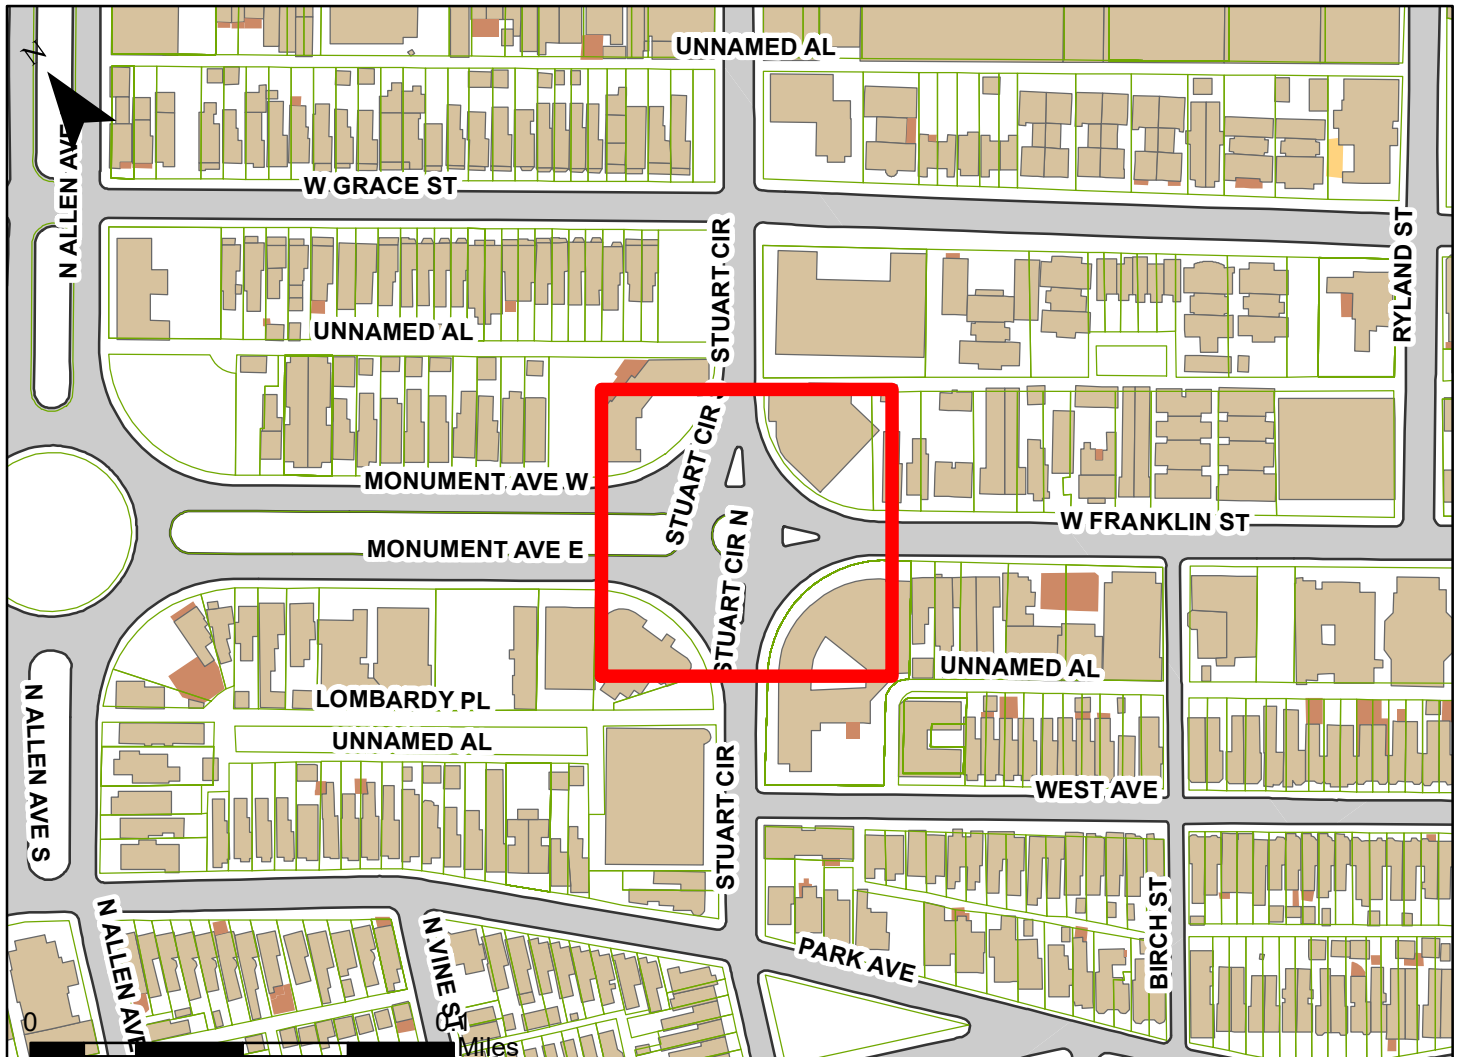 UNNAMED AL
N
N ALLEN AVE
W GRACE ST
STUART CIR
RYLAND ST
UNNAMED AL
STUART CIR
STUART CIR
MONUMENT AVE W
W FRANKLIN ST
MONUMENT AVE E
STUART CIR N
STUART CIR
UNNAMED AL
N ALLEN AVE S
LOMBARDY PL
UNNAMED AL
STUART CIR
WEST AVE
N ALLEN AVE
N VINE ST
PARK AVE
BIRCH ST
0
Miles